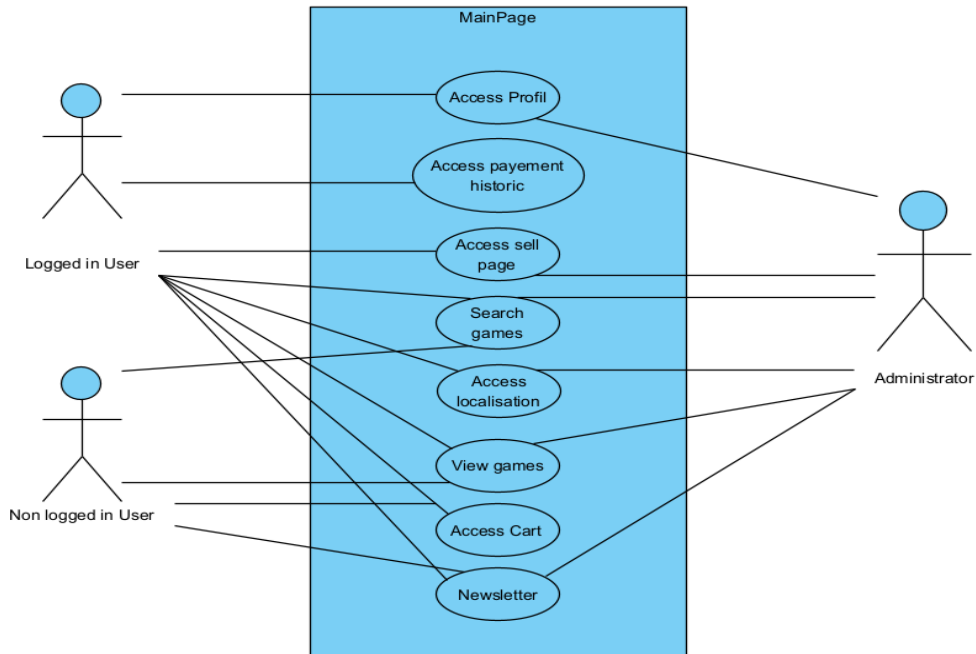 MainPage
Access Profil
Access payement
historic
Access sell
page
Logged in User
Search
games
Access
localisation
Administrator
View games
Non logged in User
Access Cart
Newsletter